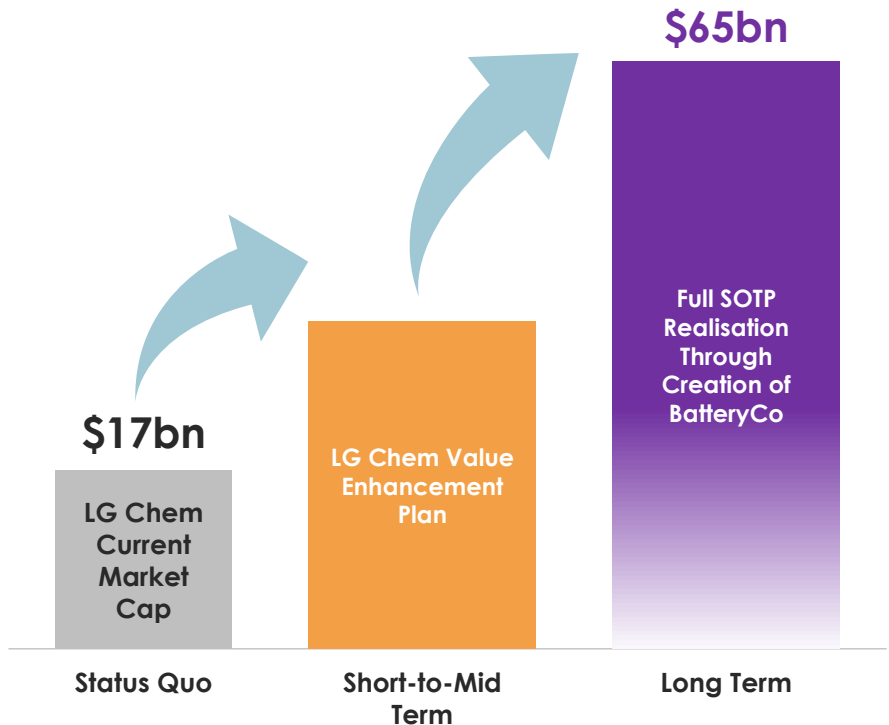 $65bn
$17bn
LG Chem
Current
Market
Cap
LG Chem Value
Enhancement
Plan
Full SOTP
Realisation
Through
Creation of
BatteryCo
Status Quo
Short-to-Mid
Term
Long Term